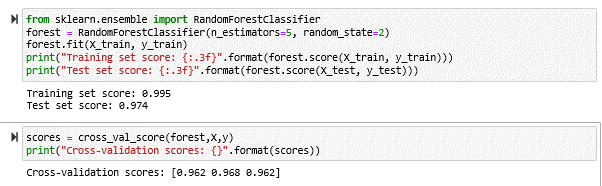 from sklearn.ensemble import RandomForestClassifier
forest = RandomForestClassifier(n_estimators=5, random_state=2)
forest.fit(X_train, y_train)
print("Training set score: {:.3f}".format(forest.score(X_train, y_train)))
print("Test set score: {:.3f}".format(forest.score(X_test, y_test)))
Training set score: 0.995
Test set score: 0.974
scores = cross_val_score(forest,X,y)
print("Cross-validation scores: {}".format(scores))
Cross-validation scores: [0.962 0.968 0.962]